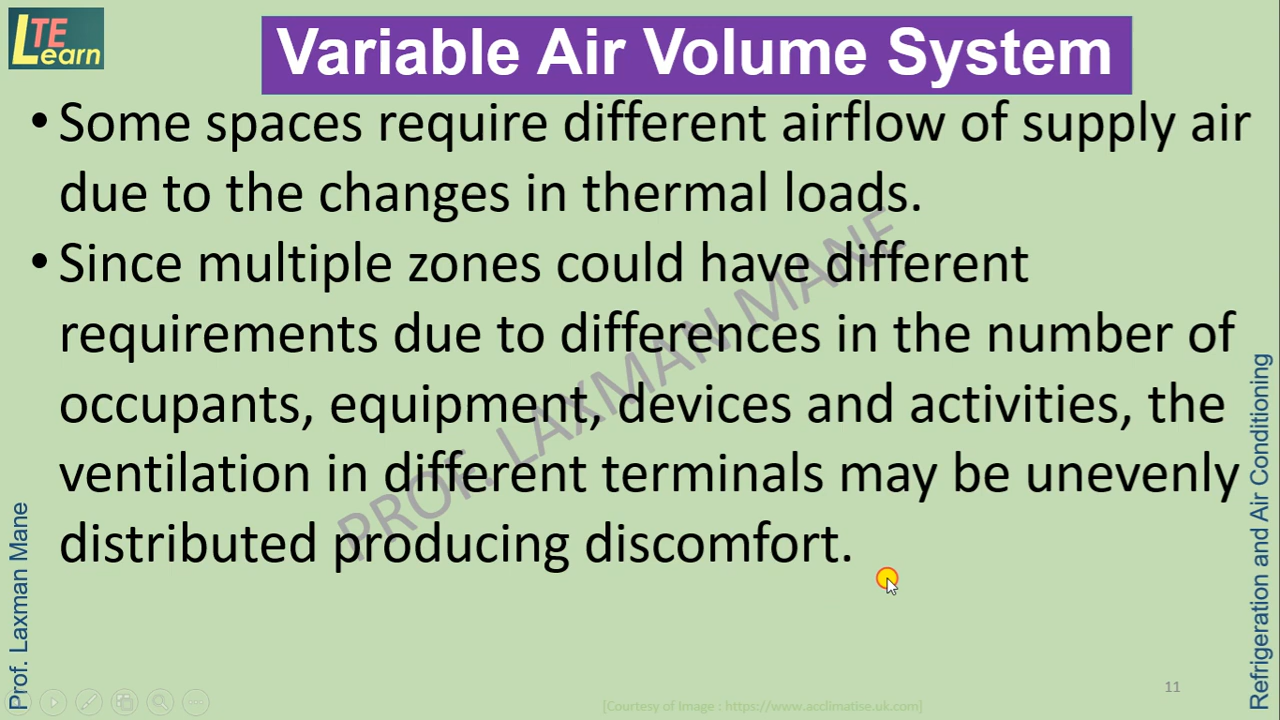 LTE
Learn
Variable Air Volume System
• Some spaces require different airflow of supply air
due to the changes in thermal loads.
• Since multiple zones could have different
requirements due to differences in the number of
occupants, equipment, devices and activities, the
ventilation in different terminals may be unevenly
distributed producing discomfort.
PROF. LAXMAN MANE
Prof. Laxman Mane
Refrigeration and Air Conditioning
11
[Courtesy of Image : https://www.acclimatise.uk.com]